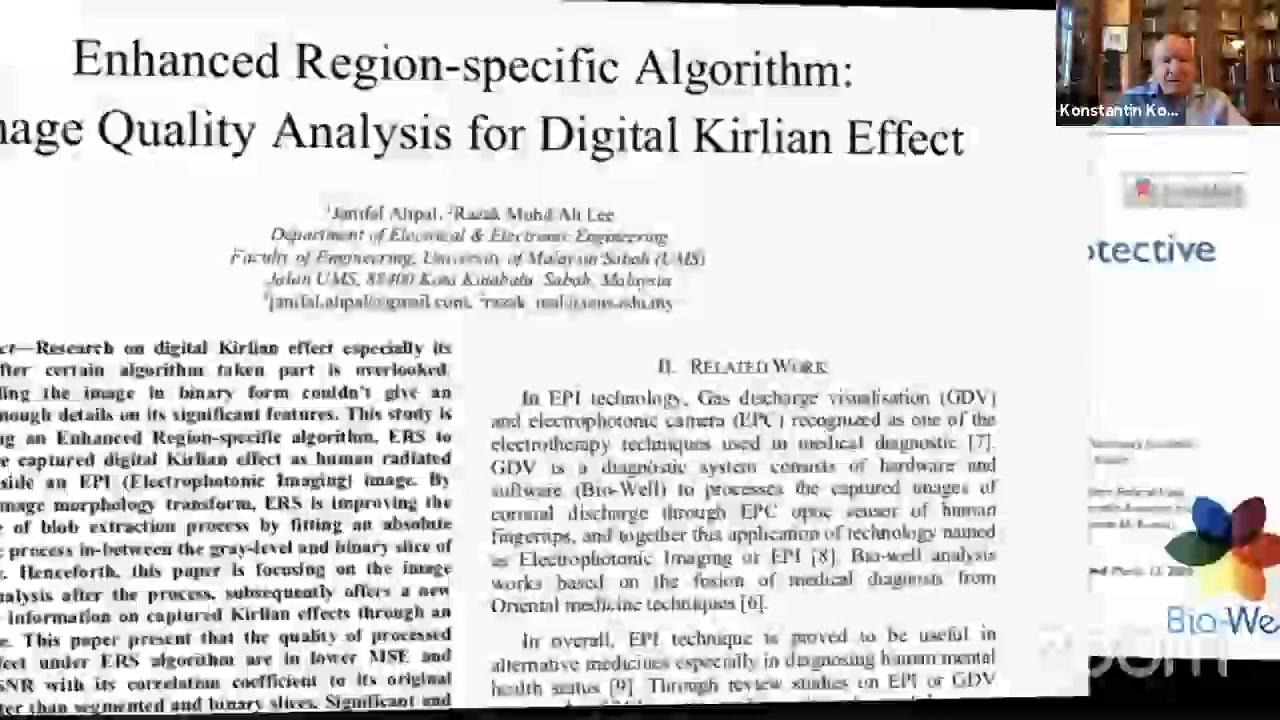 Enhanced Region-specific Algorithm:
nage Quality Analysis for Digital Kirlian Effect
Department of Electrical & Electronic Engineering
Faculty of Engineering, University of Malaysia Sabah (UMS)
Jalan UMS, 88400 Kota Kinabalu Sabah, Malaysia
ct—Research on digital Kirlian effect especially its
fter certain algorithm taken part is overlooked.
ling the image in binary form couldn't give an
nough details on its significant features. This study is
ng an Enhanced Region-specific algorithm, ERS to
e captured digital Kirlian effect as human radiated
side an EPI (Electrophotonic Imaging) image. By
mage morphology transform, ERS is improving the
of blob extraction process by fitting an absolute
process in-between the gray-level and binary slice of
. Henceforth, this paper is focusing on the image
nalysis after the process, subsequently offers a new
information on captured Kirlian effects through an
e. This paper present that the quality of processed
fect under ERS algorithm are in lower MSE and
SNR with its correlation coefficient to its original
ter than segmented and binary slices. Significant and
II. RELATED WORK
In EPI technology, Gas discharge visualisation (GDV)
and electrophotonic camera (EPC) recognized as one of the
electrotherapy techniques used in medical diagnostic [7].
GDV is a diagnostic system consists of hardware and
software (Bio-Well) to processes the captured images of
coronal discharge through EPC optic sensor of human
fingertips, and together this application of technology named
as Electrophotonic Imaging or EPI [8]. Bio-well analysis
works based on the fusion of medical diagnosis from
Oriental medicine techniques [6].
In overall, EPI technique is proved to be useful in
alternative medicines especially in diagnosing human mental
health status [9]. Through review studies on EPI or GDV
Konstantin Ko...
otective
Bio-We
zoom